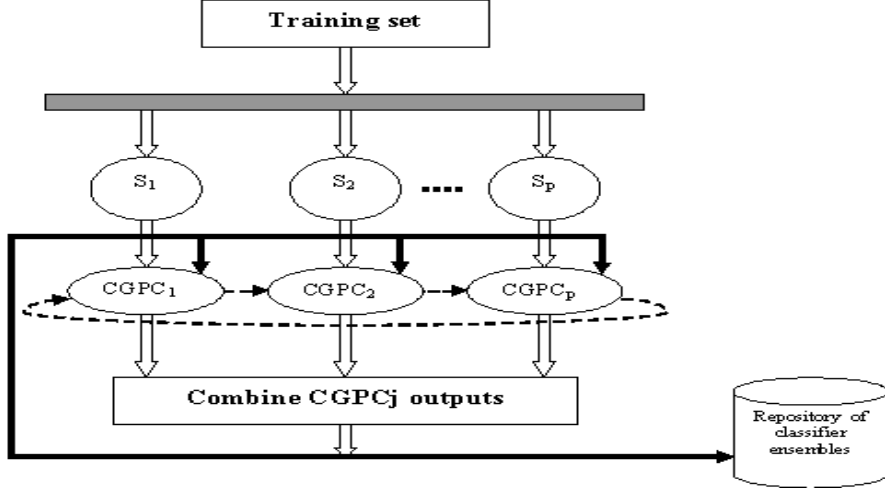 Training set
S1
S2
....
Sp
CGPC1
CGPC2
CGPCp
Combine CGPCj outputs
Repository of
classifier
ensembles